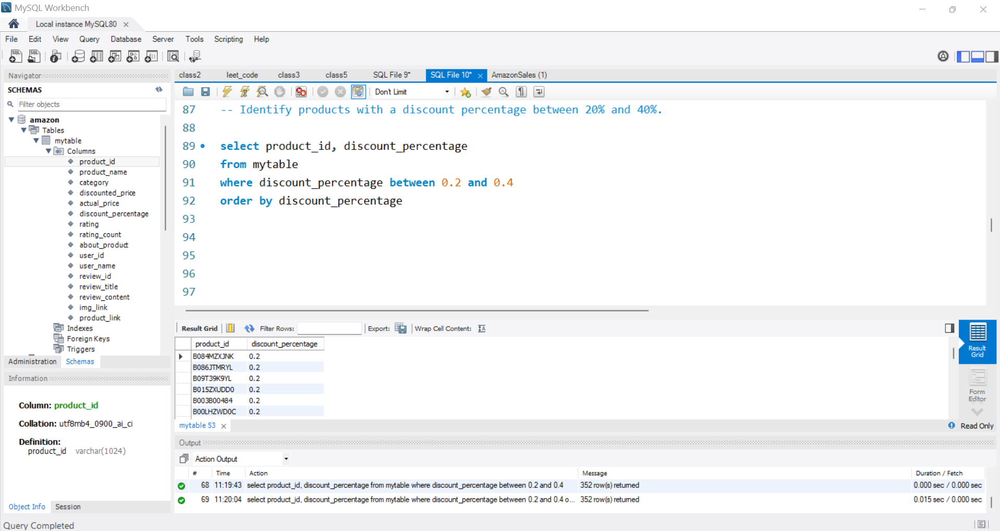 MySQL Workbench
Local instance MySQL80
File Edit View Query Database Server Tools Scripting Help
Navigator
SCHEMAS
Filter objects
amazon
Tables
mytable
Columns
product_id
product_name
category
discounted_price
actual_price
discount_percentage
rating
rating_count
about_product
user_id
user_name
review_id
review_title
review_content
img_link
product_link
Indexes
Foreign Keys
Triggers
Administration Schemas
Information
Column: product_id
Collation: utf8mb4_0900_ai_ci
Definition:
product_id varchar(1024)
Object Info Session
class2 leet_code class3 class5 SQL File 9* SQL File 10* AmazonSales (1)
Don't Limit
87 -- Identify products with a discount percentage between 20% and 40%.
88
89 select product_id, discount_percentage
90 from mytable
91 where discount_percentage between 0.2 and 0.4
92 order by discount_percentage
93
94
95
96
97
Result Grid Filter Rows: Export: Wrap Cell Content:
product_id discount_percentage
B084MZXJNK 0.2
B086JTMRYL 0.2
B09T39K9YL 0.2
B015ZXUDD0 0.2
B003B00484 0.2
B00LHZWD0C 0.2
Result
Grid
Form
Editor
mytable 53
Read Only
Output
Action Output
# Time Action Message Duration / Fetch
68 11:19:43 select product_id, discount_percentage from mytable where discount_percentage between 0.2 and 0.4 352 row(s) returned 0.000 sec / 0.000 sec
69 11:20:04 select product_id, discount_percentage from mytable where discount_percentage between 0.2 and 0.4 o... 352 row(s) returned 0.015 sec / 0.000 sec
Query Completed